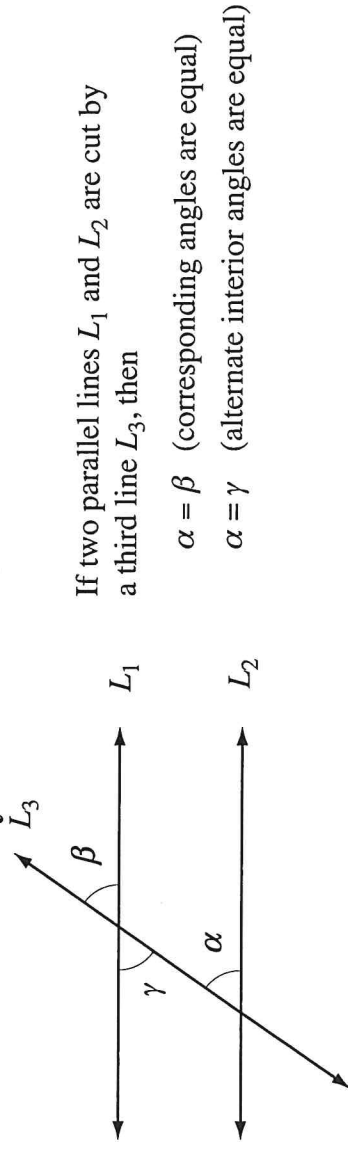 L₃
β
L₁
γ
α
L₂
If two parallel lines L₁ and L₂ are cut by
a third line L₃, then
α = β (corresponding angles are equal)
α = γ (alternate interior angles are equal)